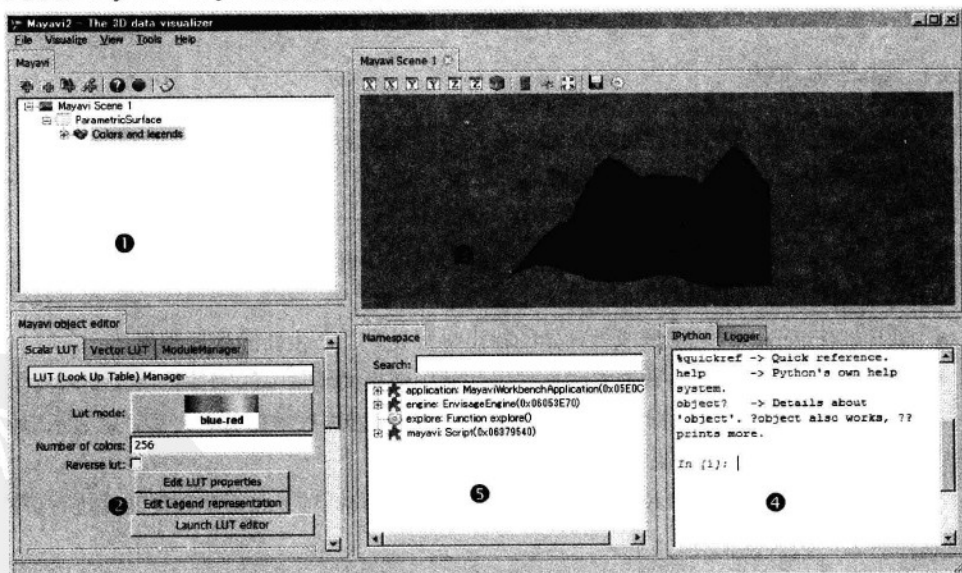 Mayavi2 - The 3D data visualizer
File Visualize View Tools Help
Mayavi
Mayavi Scene 1
ParametricSurface
Colors and legends
❶
Mayavi Scene 1
X X Y Y Z Z
Mayavi object editor
Scalar LUT Vector LUT ModuleManager
LUT (Look Up Table) Manager
Lut mode:
blue-red
Number of colors: 256
Reverse lut:
Edit LUT properties
❷ Edit Legend representation
Launch LUT editor
Namespace
Search:
application: MayaviWorkbenchApplication(0x05E0C
engine: EnvisageEngine(0x06053E70)
explore: Function explore()
mayavi: Script(0x06379540)
❺
IPython Logger
%quickref -> Quick reference.
help -> Python's own help
system.
object? -> Details about
'object'. ?object also works, ??
prints more.
In [1]:
❹